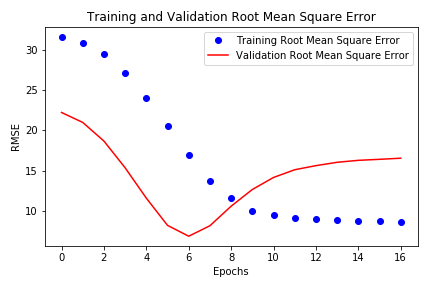 Training and Validation Root Mean Square Error
Training Root Mean Square Error
Validation Root Mean Square Error
RMSE
30
25
20
15
10
0 2 4 6 8 10 12 14 16
Epochs